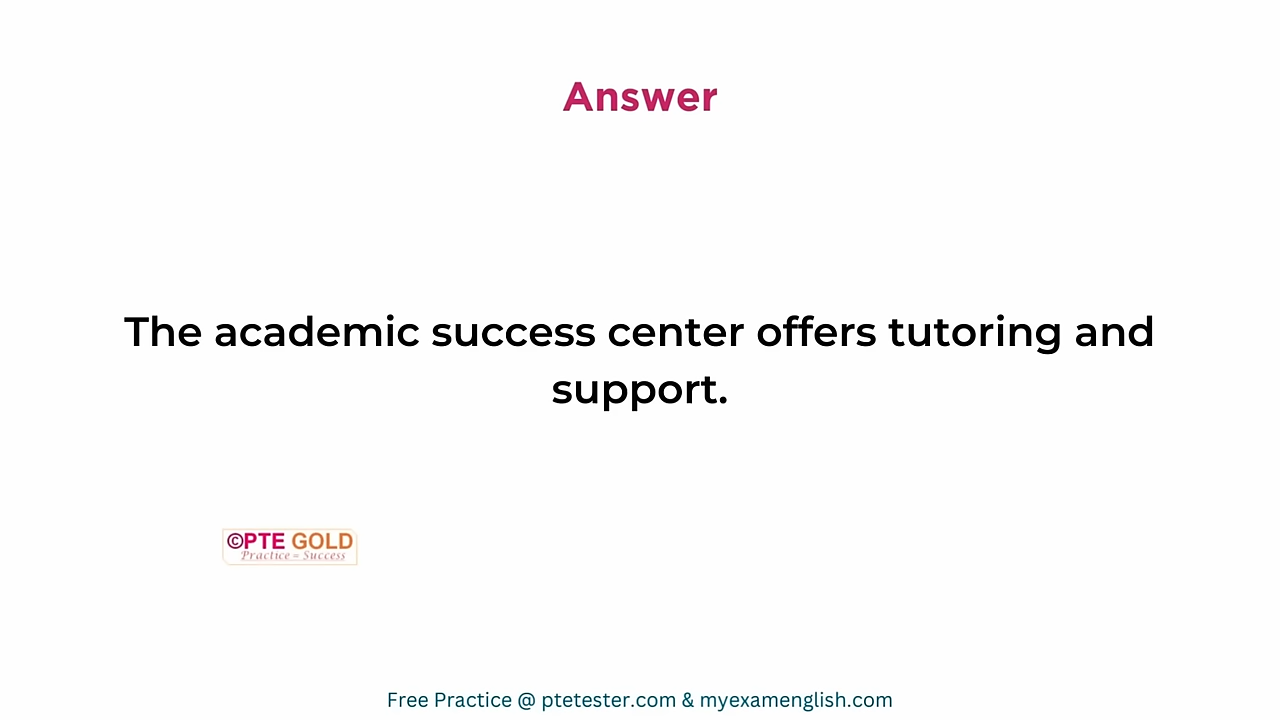 Answer
The academic success center offers tutoring and
support.
©PTE GOLD
Practice = Success
Free Practice @ ptetester.com & myexamenglish.com